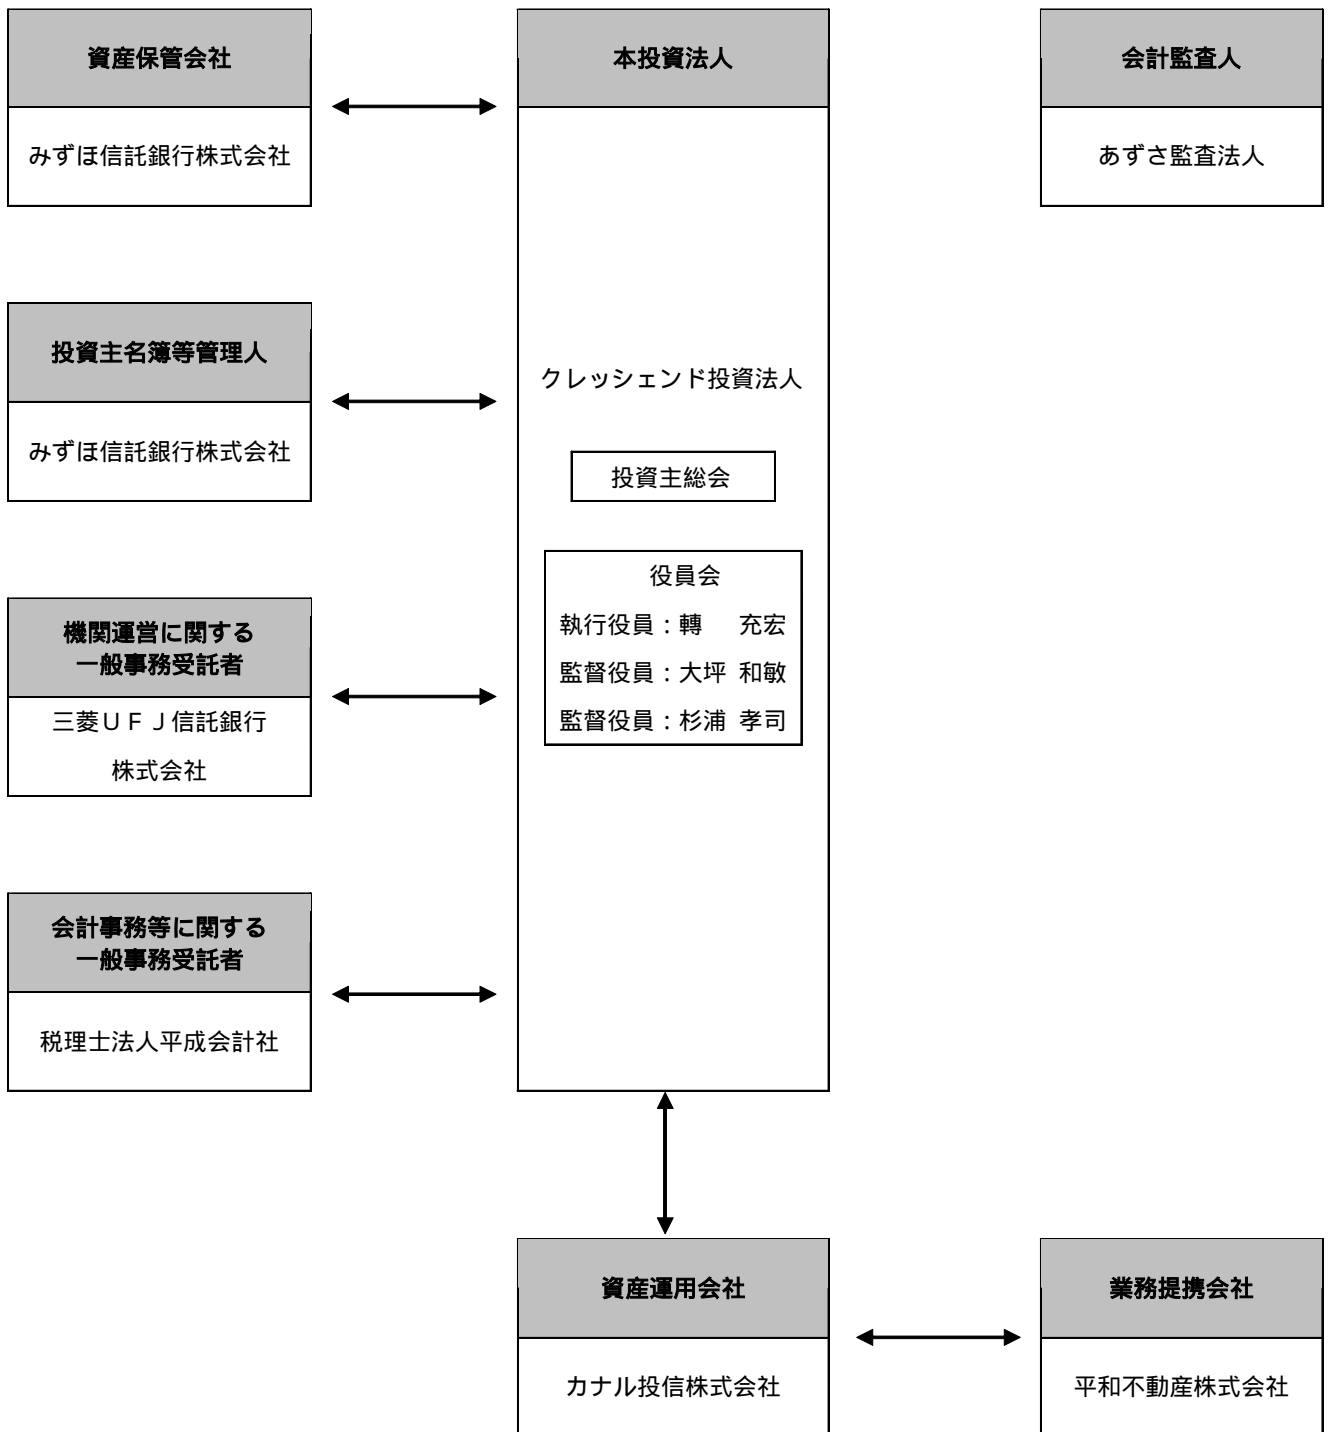 資産保管会社
みずほ信託銀行株式会社
本投資法人
会計監査人
あずさ監査法人
投資主名簿等管理人
みずほ信託銀行株式会社
クレッシェンド投資法人
投資主総会
役員会
執行役員：轉　充宏
監督役員：大坪 和敏
監督役員：杉浦 孝司
機関運営に関する
一般事務受託者
三菱ＵＦＪ信託銀行
株式会社
会計事務等に関する
一般事務受託者
税理士法人平成会計社
資産運用会社
カナル投信株式会社
業務提携会社
平和不動産株式会社